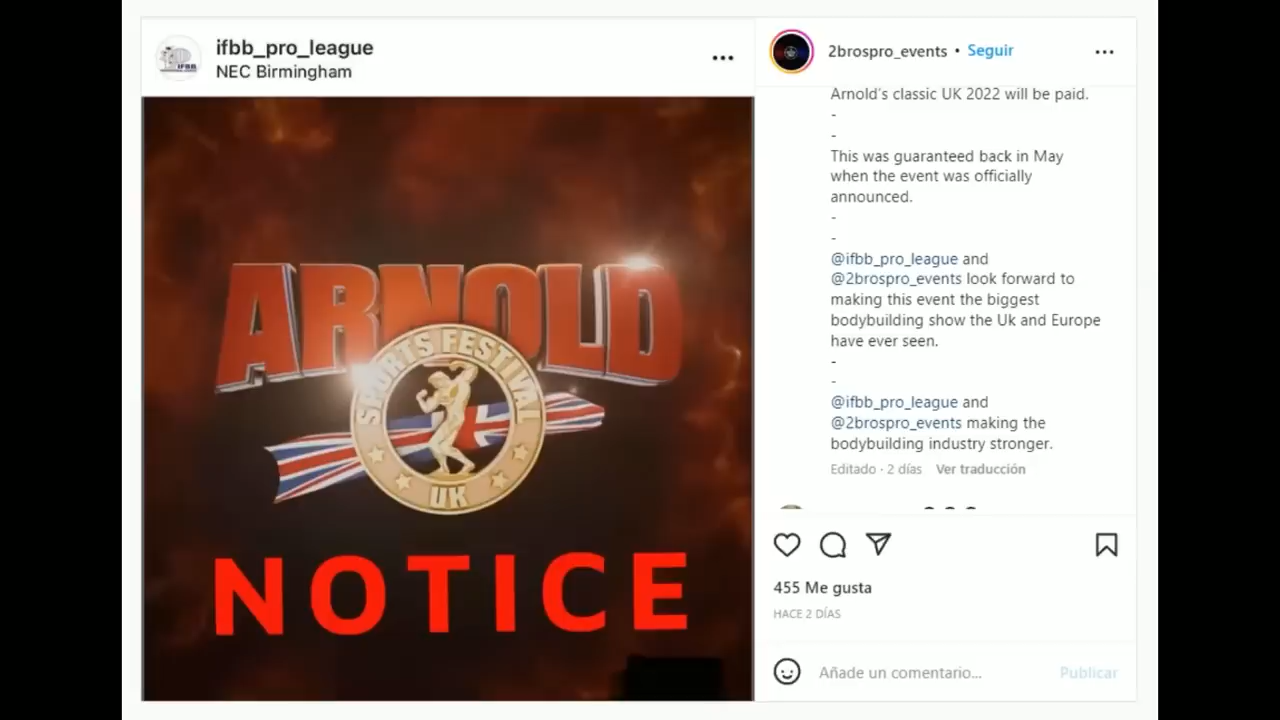 ifbb_pro_league
NEC Birmingham
ARNOLD
SPORTS FESTIVAL
UK
NOTICE
2brospro_events • Seguir
Arnold's classic UK 2022 will be paid.
-
-
This was guaranteed back in May
when the event was officially
announced.
-
-
@ifbb_pro_league and
@2brospro_events look forward to
making this event the biggest
bodybuilding show the Uk and Europe
have ever seen.
-
-
@ifbb_pro_league and
@2brospro_events making the
bodybuilding industry stronger.
Editado · 2 días Ver traducción
455 Me gusta
HACE 2 DÍAS
Añade un comentario... Publicar